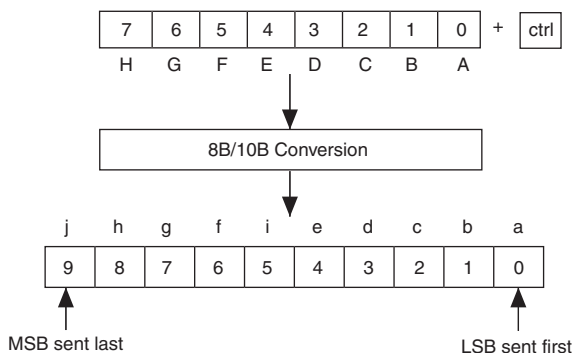 7 6 5 4 3 2 1 0 + ctrl
H G F E D C B A
8B/10B Conversion
j h g f i e d c b a
9 8 7 6 5 4 3 2 1 0
MSB sent last LSB sent first